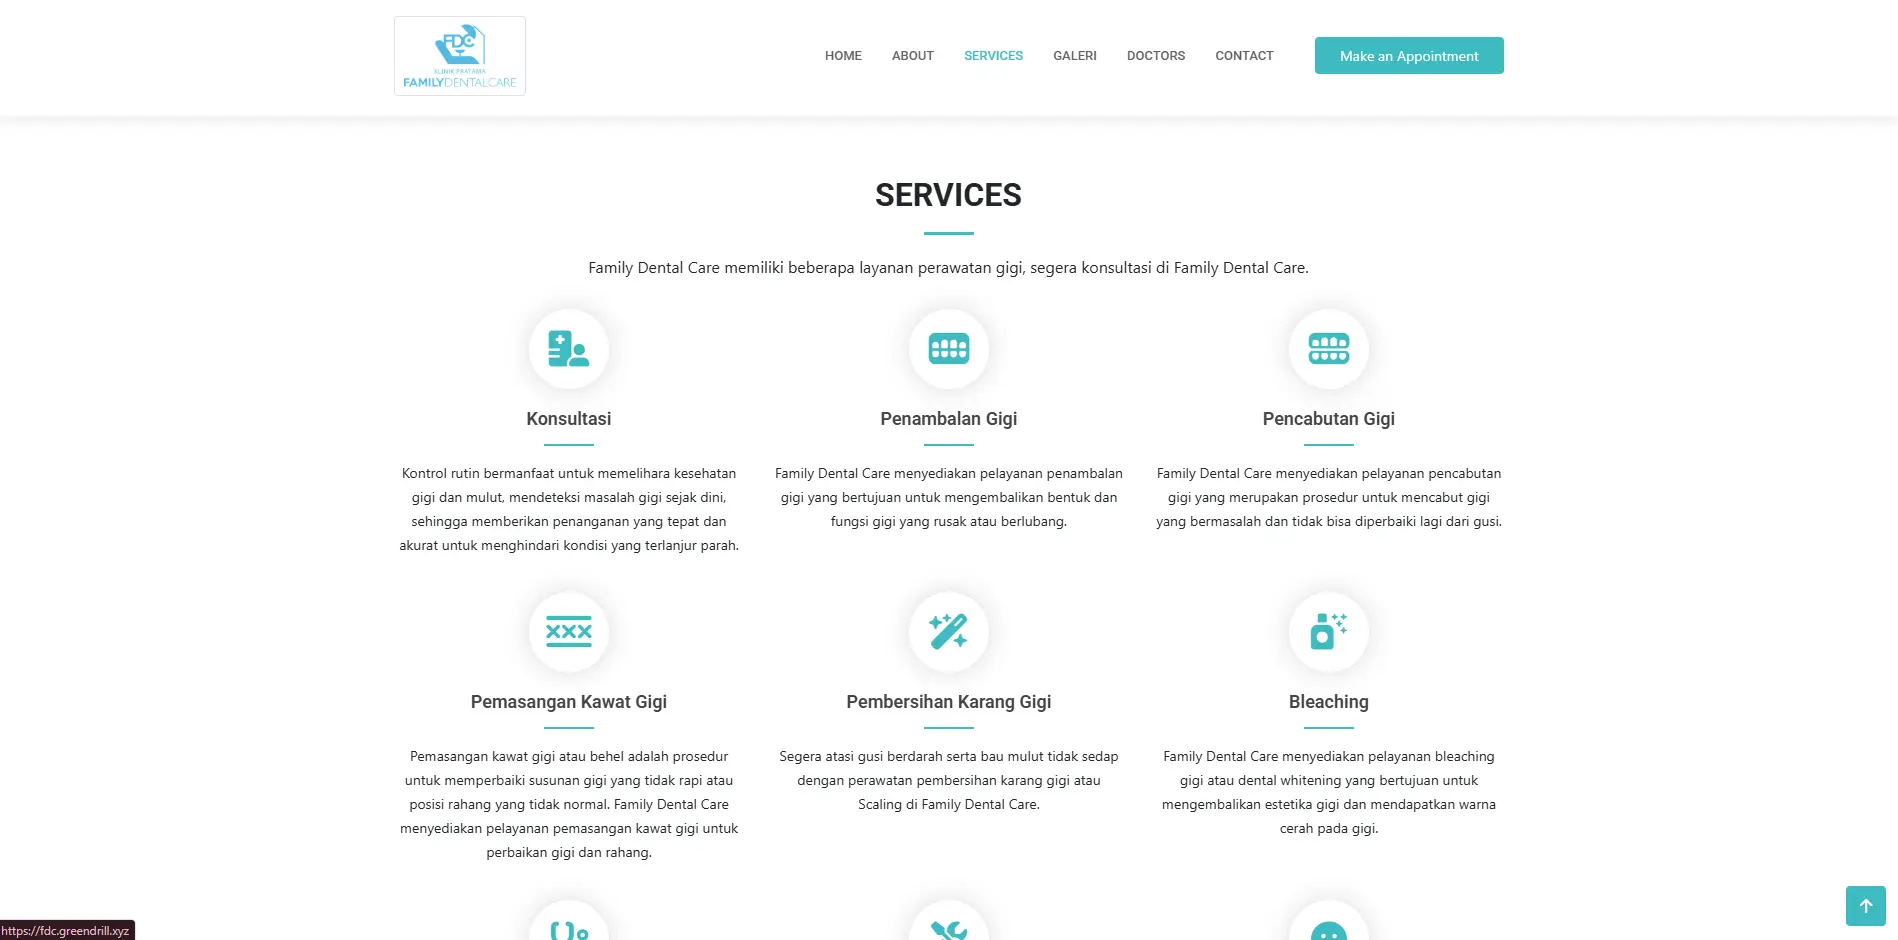 FDC
KLINIK PRATAMA
FAMILYDENTALCARE
HOME
ABOUT
SERVICES
GALERI
DOCTORS
CONTACT
Make an Appointment
SERVICES
Family Dental Care memiliki beberapa layanan perawatan gigi, segera konsultasi di Family Dental Care.
Konsultasi
Kontrol rutin bermanfaat untuk memelihara kesehatan
gigi dan mulut, mendeteksi masalah gigi sejak dini,
sehingga memberikan penanganan yang tepat dan
akurat untuk menghindari kondisi yang terlanjur parah.
Penambalan Gigi
Family Dental Care menyediakan pelayanan penambalan
gigi yang bertujuan untuk mengembalikan bentuk dan
fungsi gigi yang rusak atau berlubang.
Pencabutan Gigi
Family Dental Care menyediakan pelayanan pencabutan
gigi yang merupakan prosedur untuk mencabut gigi
yang bermasalah dan tidak bisa diperbaiki lagi dari gusi.
Pemasangan Kawat Gigi
Pemasangan kawat gigi atau behel adalah prosedur
untuk memperbaiki susunan gigi yang tidak rapi atau
posisi rahang yang tidak normal. Family Dental Care
menyediakan pelayanan pemasangan kawat gigi untuk
perbaikan gigi dan rahang.
Pembersihan Karang Gigi
Segera atasi gusi berdarah serta bau mulut tidak sedap
dengan perawatan pembersihan karang gigi atau
Scaling di Family Dental Care.
Bleaching
Family Dental Care menyediakan pelayanan bleaching
gigi atau dental whitening yang bertujuan untuk
mengembalikan estetika gigi dan mendapatkan warna
cerah pada gigi.
https://fdc.greendrill.xyz